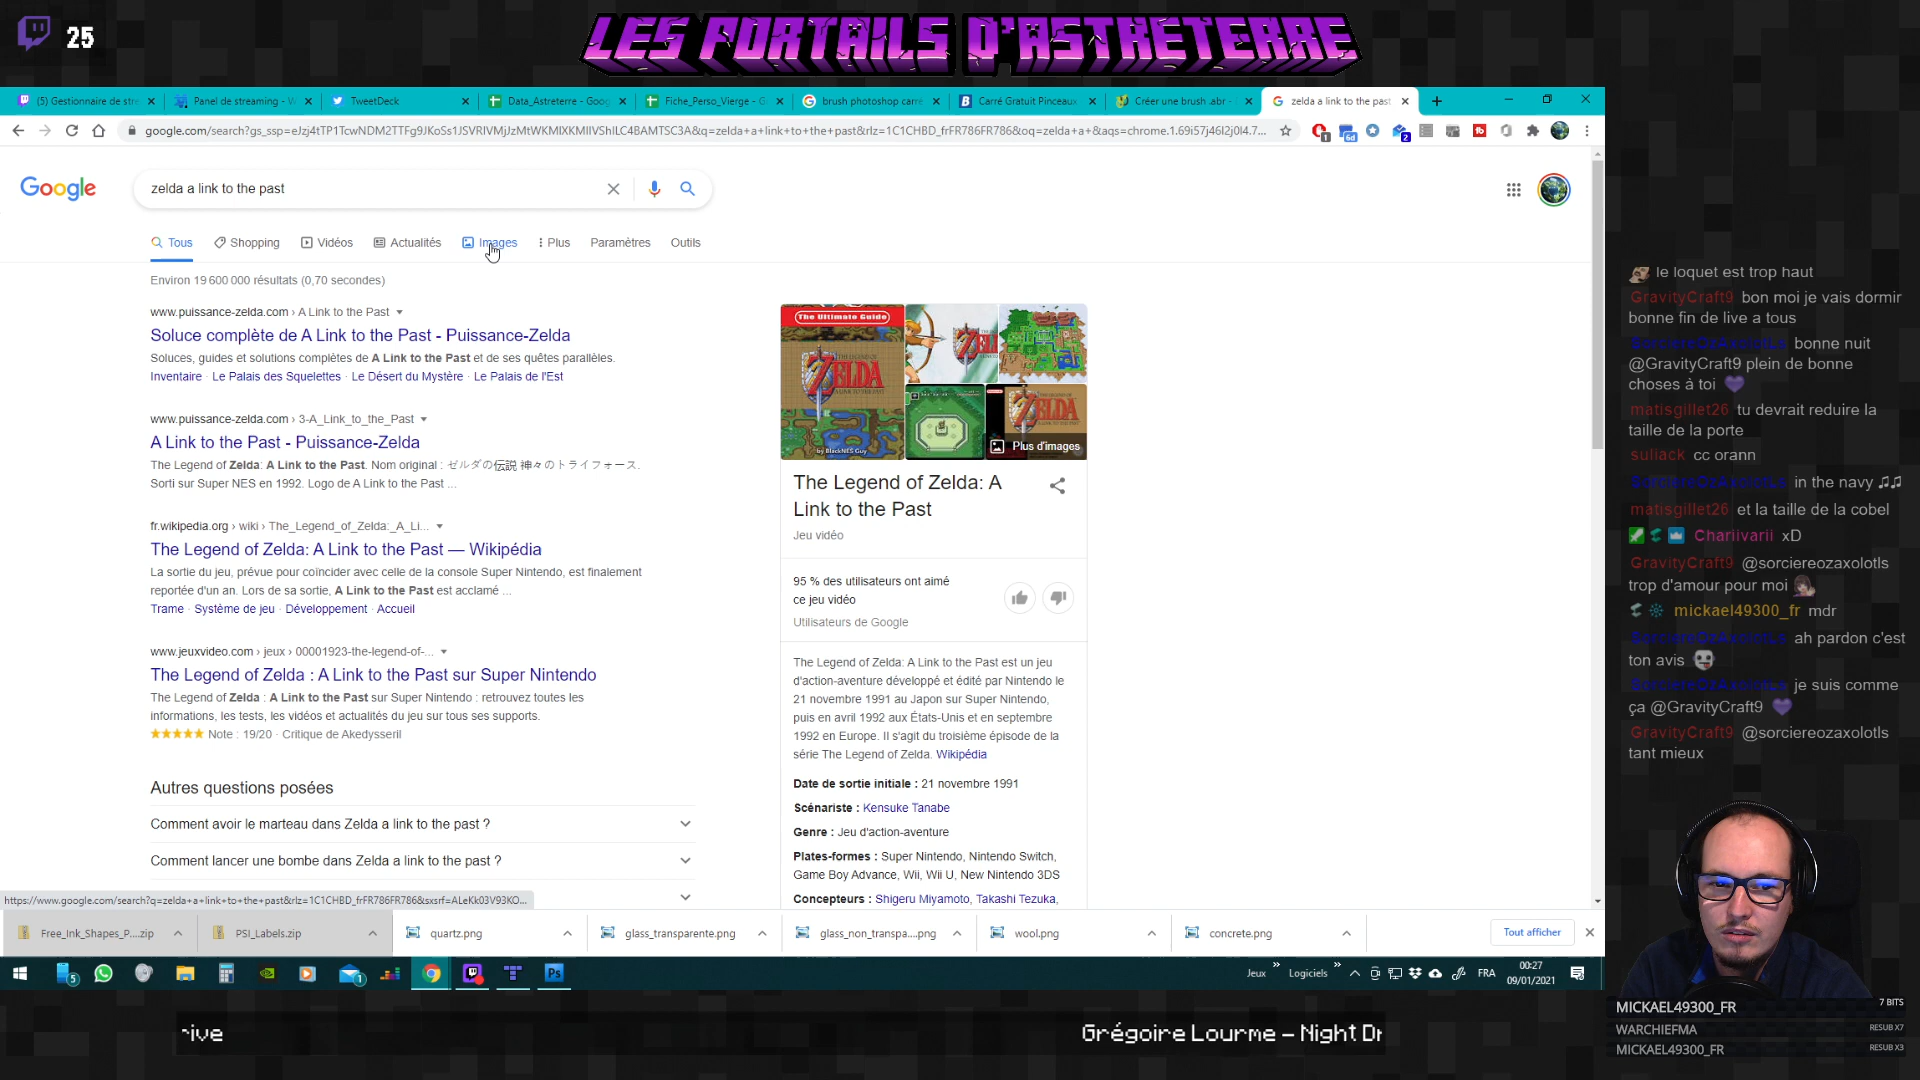 25
LES PORTAILS D'ASTRETERRE
(5) Gestionnaire de stre
Panel de streaming - W
TweetDeck
Data_Astreterre - Goog
Fiche_Perso_Vierge - G
brush photoshop carré
Carré Gratuit Pinceaux
Créer une brush .abr -
zelda a link to the past
Google
zelda a link to the past
Tous
Shopping
Vidéos
Actualités
Images
Plus
Paramètres
Outils
Environ 19 600 000 résultats (0,70 secondes)
www.puissance-zelda.com › A Link to the Past
Soluce complète de A Link to the Past - Puissance-Zelda
Soluces, guides et solutions complètes de A Link to the Past et de ses quêtes parallèles.
Inventaire · Le Palais des Squelettes · Le Désert du Mystère · Le Palais de l'Est
www.puissance-zelda.com › 3-A_Link_to_the_Past
A Link to the Past - Puissance-Zelda
The Legend of Zelda: A Link to the Past. Nom original : ゼルダの伝説 神々のトライフォース.
Sorti sur Super NES en 1992. Logo de A Link to the Past ...
fr.wikipedia.org › wiki › The_Legend_of_Zelda:_A_Li...
The Legend of Zelda: A Link to the Past — Wikipédia
La sortie du jeu, prévue pour coïncider avec celle de la console Super Nintendo, est finalement
reportée d'un an. Lors de sa sortie, A Link to the Past est acclamé ...
Trame · Système de jeu · Développement · Accueil
www.jeuxvideo.com › jeux › 00001923-the-legend-of-...
The Legend of Zelda : A Link to the Past sur Super Nintendo
The Legend of Zelda : A Link to the Past sur Super Nintendo : retrouvez toutes les
informations, les tests, les vidéos et actualités du jeu sur tous ses supports.
Note : 19/20 · Critique de Akedysseril
Autres questions posées
Comment avoir le marteau dans Zelda a link to the past ?
Comment lancer une bombe dans Zelda a link to the past ?
The Ultimate Guide
ZELDA
by BlackNES Guy
Plus d'images
The Legend of Zelda: A
Link to the Past
Jeu vidéo
95 % des utilisateurs ont aimé
ce jeu vidéo
Utilisateurs de Google
The Legend of Zelda: A Link to the Past est un jeu
d'action-aventure développé et édité par Nintendo le
21 novembre 1991 au Japon sur Super Nintendo,
puis en avril 1992 aux États-Unis et en septembre
1992 en Europe. Il s'agit du troisième épisode de la
série The Legend of Zelda. Wikipédia
Date de sortie initiale : 21 novembre 1991
Scénariste : Kensuke Tanabe
Genre : Jeu d'action-aventure
Plates-formes : Super Nintendo, Nintendo Switch,
Game Boy Advance, Wii, Wii U, New Nintendo 3DS
Concepteurs : Shigeru Miyamoto, Takashi Tezuka,
Free_Ink_Shapes_P....zip
PSI_Labels.zip
quartz.png
glass_transparente.png
glass_non_transpa....png
wool.png
concrete.png
Tout afficher
Jeux
Logiciels
FRA
00:27
09/01/2021
le loquet est trop haut
GravityCraft9 bon moi je vais dormir
bonne fin de live a tous
bonne nuit
@GravityCraft9 plein de bonne
choses à toi
matisgillet26 tu devrait reduire la
taille de la porte
suliack cc orann
in the navy ♫♫
matisgillet26 et la taille de la cobel
Chariivarii xD
GravityCraft9 @sorciereozaxolotls
trop d'amour pour moi
mickael49300_fr mdr
ah pardon c'est
ton avis
je suis comme
ça @GravityCraft9
GravityCraft9 @sorciereozaxolotls
tant mieux
MICKAEL49300_FR 7 BITS
WARCHIEFMA RESUB X7
MICKAEL49300_FR RESUB X3
Grégoire Lourme – Night